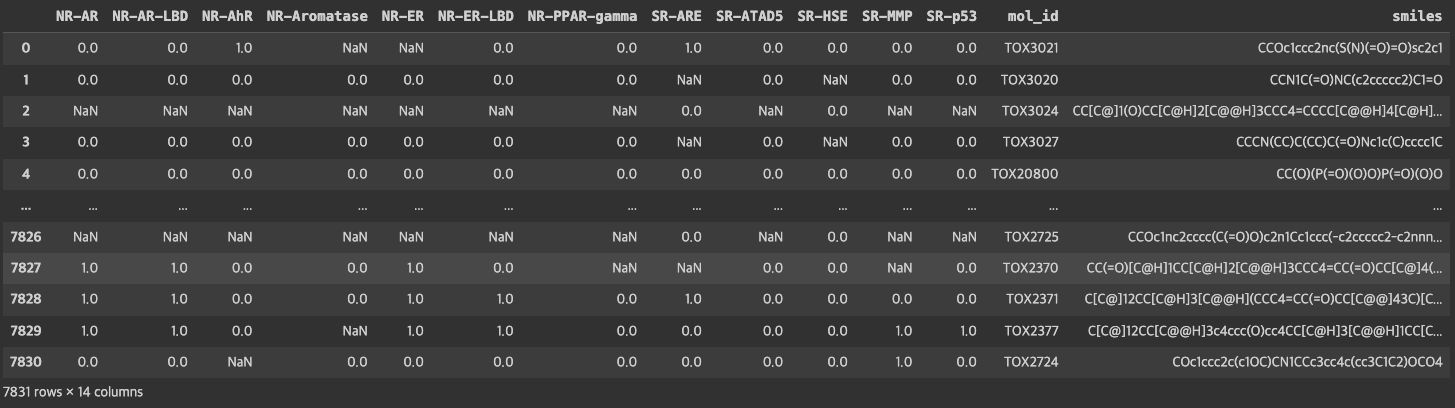 NR-AR NR-AR-LBD NR-AhR NR-Aromatase NR-ER NR-ER-LBD NR-PPAR-gamma SR-ARE SR-ATAD5 SR-HSE SR-MMP SR-p53 mol_id smiles
0 0.0 0.0 1.0 NaN NaN 0.0 0.0 1.0 0.0 0.0 0.0 0.0 TOX3021 CCOc1ccc2nc(S(N)(=O)=O)sc2c1
1 0.0 0.0 0.0 0.0 0.0 0.0 0.0 NaN 0.0 NaN 0.0 0.0 TOX3020 CCN1C(=O)NC(c2ccccc2)C1=O
2 NaN NaN NaN NaN NaN NaN NaN 0.0 NaN 0.0 NaN NaN TOX3024 CC[C@]1(O)CC[C@H]2[C@@H]3CCC4=CCCC[C@@H]4[C@H]...
3 0.0 0.0 0.0 0.0 0.0 0.0 0.0 NaN 0.0 NaN 0.0 0.0 TOX3027 CCCN(CC)C(CC)C(=O)Nc1c(C)cccc1C
4 0.0 0.0 0.0 0.0 0.0 0.0 0.0 0.0 0.0 0.0 0.0 0.0 TOX20800 CC(O)(P(=O)(O)O)P(=O)(O)O
... ... ... ... ... ... ... ... ... ... ... ... ... ... ...
7826 NaN NaN NaN NaN NaN NaN NaN 0.0 NaN 0.0 NaN NaN TOX2725 CCOc1nc2cccc(C(=O)O)c2n1Cc1ccc(-c2ccccc2-c2nnn...
7827 1.0 1.0 0.0 0.0 1.0 0.0 NaN NaN 0.0 0.0 NaN 0.0 TOX2370 CC(=O)[C@H]1CC[C@H]2[C@@H]3CCC4=CC(=O)CC[C@]4(...
7828 1.0 1.0 0.0 0.0 1.0 1.0 0.0 1.0 0.0 0.0 0.0 0.0 TOX2371 C[C@]12CC[C@H]3[C@@H](CCC4=CC(=O)CC[C@@]43C)[C...
7829 1.0 1.0 0.0 NaN 1.0 1.0 0.0 0.0 0.0 0.0 1.0 1.0 TOX2377 C[C@]12CC[C@@H]3c4ccc(O)cc4CC[C@H]3[C@@H]1CC[C...
7830 0.0 0.0 NaN 0.0 0.0 0.0 0.0 0.0 0.0 0.0 1.0 0.0 TOX2724 COc1ccc2c(c1OC)CN1CCc3cc4c(cc3C1C2)OCO4
7831 rows × 14 columns